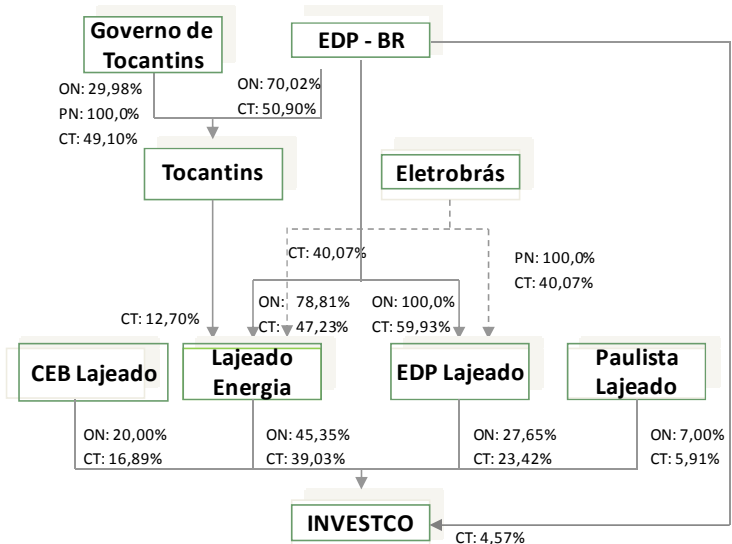 Governo de
Tocantins
EDP - BR
ON: 29,98%
PN: 100,0%
CT: 49,10%
ON: 70,02%
CT: 50,90%
Tocantins
Eletrobrás
CT: 40,07%
PN: 100,0%
CT: 40,07%
CT: 12,70%
ON: 78,81%
CT: 47,23%
ON: 100,0%
CT: 59,93%
CEB Lajeado
Lajeado
Energia
EDP Lajeado
Paulista
Lajeado
ON: 20,00%
CT: 16,89%
ON: 45,35%
CT: 39,03%
ON: 27,65%
CT: 23,42%
ON: 7,00%
CT: 5,91%
INVESTCO
CT: 4,57%